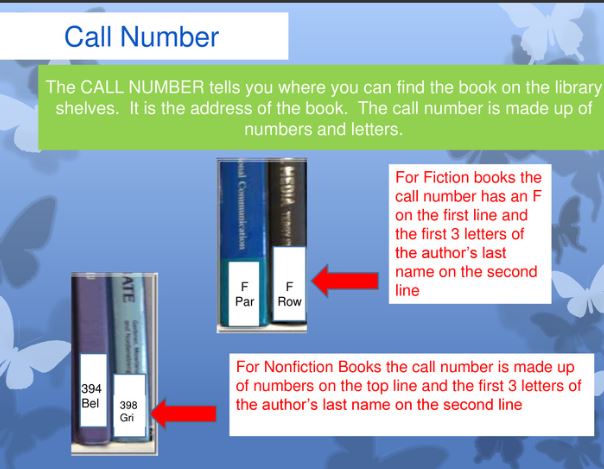 Call Number
The CALL NUMBER tells you where you can find the book on the library
shelves. It is the address of the book. The call number is made up of
numbers and letters.
onal Communication
MEDIA
F
Par
F
Row
For Fiction books the
call number has an F
on the first line and
the first 3 letters of
the author's last
name on the second
line
ATE
394
Bel
398
Gri
For Nonfiction Books the call number is made up
of numbers on the top line and the first 3 letters of
the author's last name on the second line